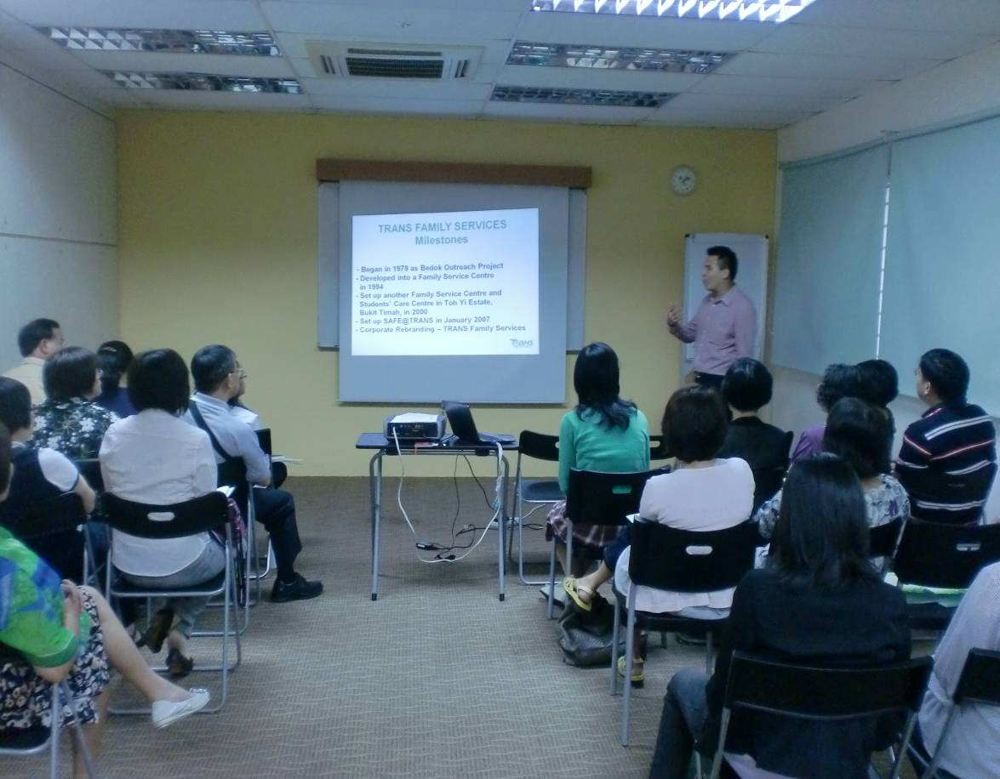 TRANS FAMILY SERVICES
Milestones
- Began in 1979 as Bedok Outreach Project
- Developed into a Family Service Centre
in 1994
- Set up another Family Service Centre and
Students' Care Centre in Toh Yi Estate,
Bukit Timah, in 2000
- Set up SAFE@TRANS in January 2007
- Corporate Rebranding – TRANS Family Services
TRANS